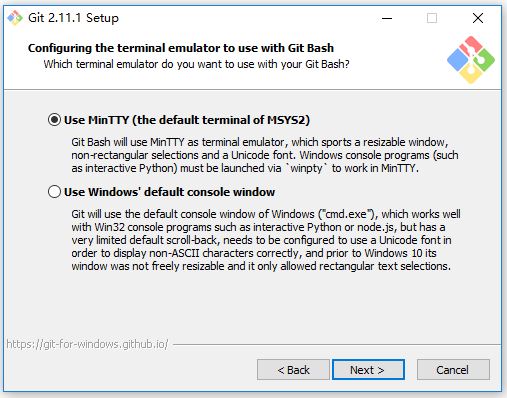 Git 2.11.1 Setup
Configuring the terminal emulator to use with Git Bash
Which terminal emulator do you want to use with your Git Bash?
Use MinTTY (the default terminal of MSYS2)
Git Bash will use MinTTY as terminal emulator, which sports a resizable window,
non-rectangular selections and a Unicode font. Windows console programs (such
as interactive Python) must be launched via `winpty` to work in MinTTY.
Use Windows' default console window
Git will use the default console window of Windows ("cmd.exe"), which works well
with Win32 console programs such as interactive Python or node.js, but has a
very limited default scroll-back, needs to be configured to use a Unicode font in
order to display non-ASCII characters correctly, and prior to Windows 10 its
window was not freely resizable and it only allowed rectangular text selections.
https://git-for-windows.github.io/
< Back
Next >
Cancel